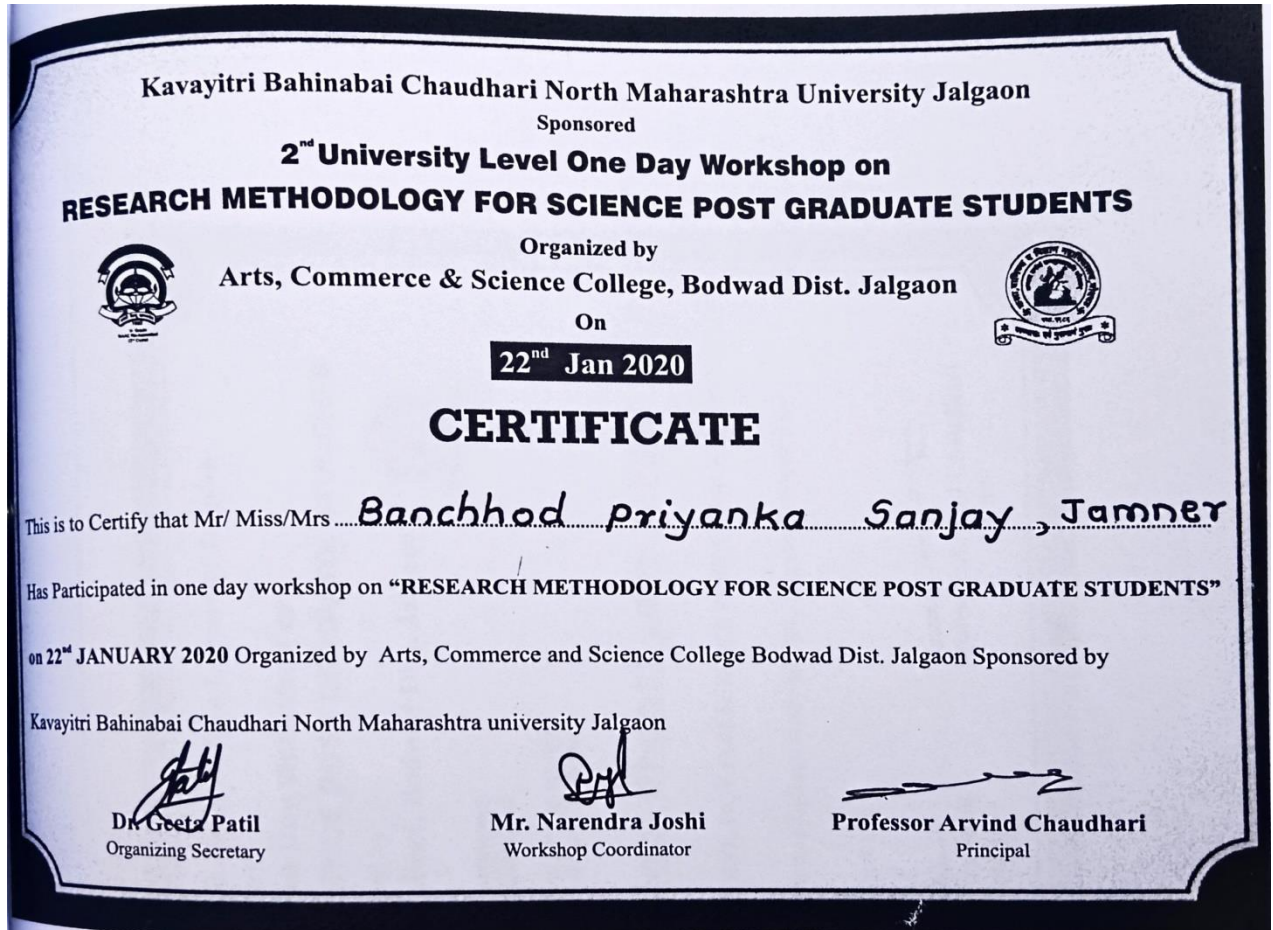 Kavayitri Bahinabai Chaudhari North Maharashtra University Jalgaon
Sponsored
2nd University Level One Day Workshop on
RESEARCH METHODOLOGY FOR SCIENCE POST GRADUATE STUDENTS
Organized by
Arts, Commerce & Science College, Bodwad Dist. Jalgaon
On
22nd Jan 2020
CERTIFICATE
This is to Certify that Mr/ Miss/Mrs .... Banchhod Priyanka Sanjay, Jamner
Has Participated in one day workshop on “RESEARCH METHODOLOGY FOR SCIENCE POST GRADUATE STUDENTS”
on 22nd JANUARY 2020 Organized by Arts, Commerce and Science College Bodwad Dist. Jalgaon Sponsored by
Kavayitri Bahinabai Chaudhari North Maharashtra university Jalgaon
Dr. Geeta Patil
Organizing Secretary
Mr. Narendra Joshi
Workshop Coordinator
Professor Arvind Chaudhari
Principal